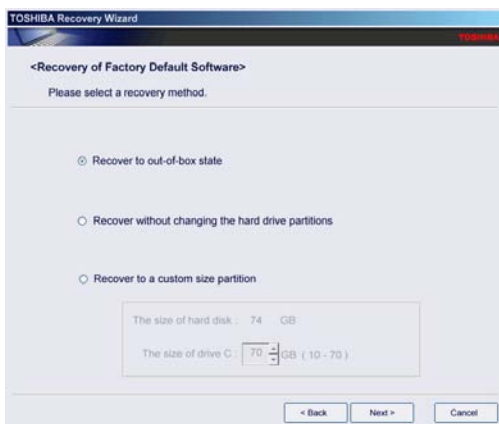 TOSHIBA Recovery Wizard
TOSHIBA
<Recovery of Factory Default Software>
Please select a recovery method.
Recover to out-of-box state
Recover without changing the hard drive partitions
Recover to a custom size partition
The size of hard disk : 74 GB
The size of drive C : 70 GB ( 10 - 70 )
< Back Next > Cancel